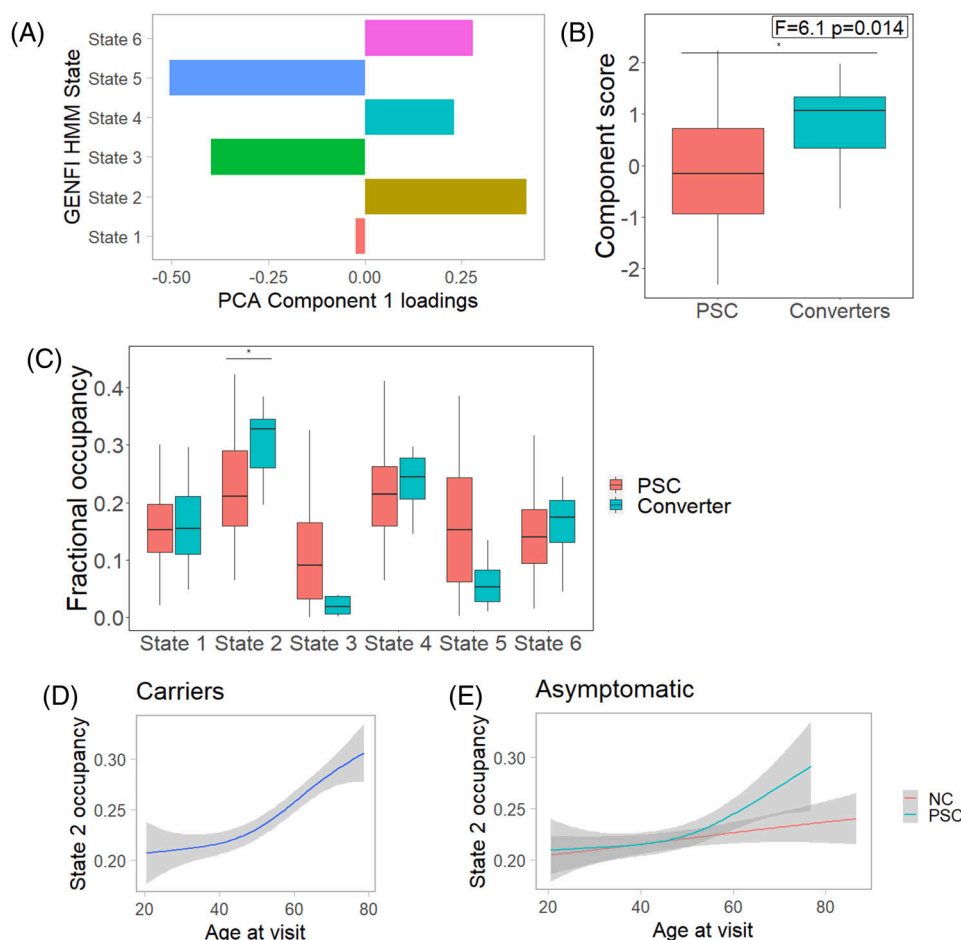 (A)
GENFI HMM State
State 6
State 5
State 4
State 3
State 2
State 1
-0.50
-0.25
0.00
0.25
PCA Component 1 loadings
(B)
F=6.1 p=0.014
*
Component score
2
1
0
-1
-2
PSC
Converters
(C)
*
Fractional occupancy
0.4
0.3
0.2
0.1
0.0
State 1
State 2
State 3
State 4
State 5
State 6
PSC
Converter
(D)
Carriers
State 2 occupancy
0.30
0.25
0.20
20
40
60
80
Age at visit
(E)
Asymptomatic
State 2 occupancy
0.30
0.25
0.20
20
40
60
80
Age at visit
NC
PSC